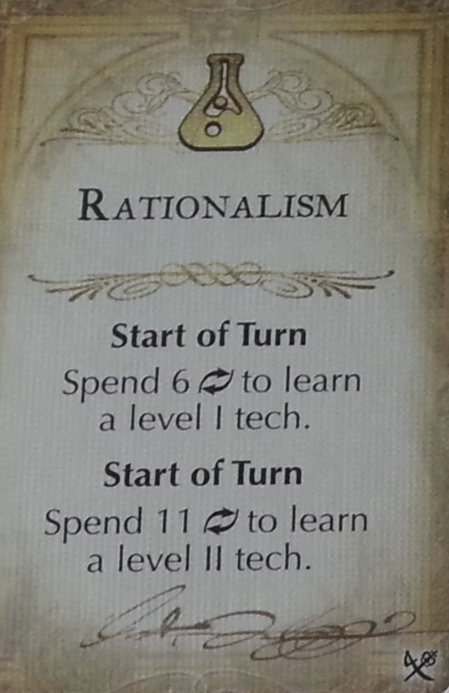 RATIONALISM
Start of Turn
Spend 6 to learn
a level I tech.
Start of Turn
Spend 11 to learn
a level II tech.